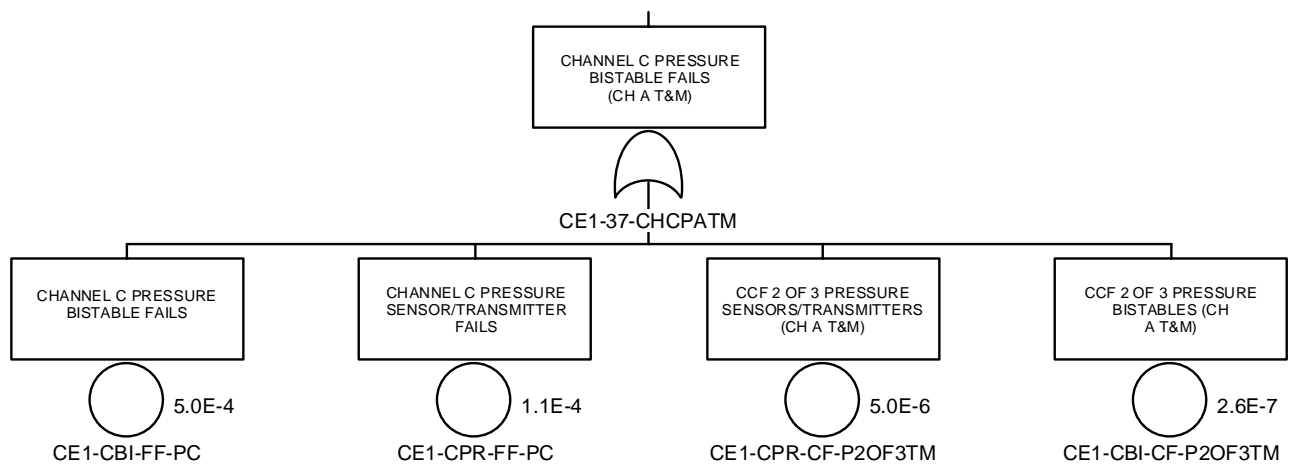 CHANNEL C PRESSURE
BISTABLE FAILS
(CH A T&M)
CE1-37-CHCPATM
CHANNEL C PRESSURE
BISTABLE FAILS
5.0E-4
CE1-CBI-FF-PC
CHANNEL C PRESSURE
SENSOR/TRANSMITTER
FAILS
1.1E-4
CE1-CPR-FF-PC
CCF 2 OF 3 PRESSURE
SENSORS/TRANSMITTERS
(CH A T&M)
5.0E-6
CE1-CPR-CF-P2OF3TM
CCF 2 OF 3 PRESSURE
BISTABLES (CH
A T&M)
2.6E-7
CE1-CBI-CF-P2OF3TM